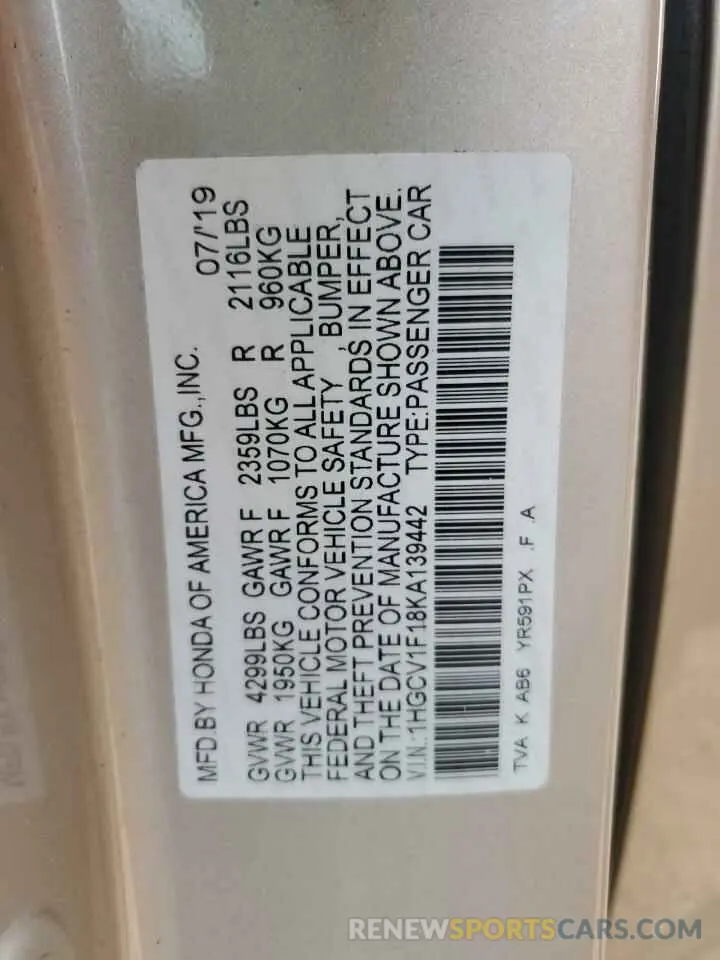 MFD.BY HONDA OF AMERICA MFG.,INC. 07/'19
GVWR 4299LBS GAWR F 2359LBS R 2116LBS
GVWR 1950KG GAWR F 1070KG R 960KG
THIS VEHICLE CONFORMS TO ALL APPLICABLE
FEDERAL MOTOR VEHICLE SAFETY , BUMPER,
AND THEFT PREVENTION STANDARDS IN EFFECT
ON THE DATE OF MANUFACTURE SHOWN ABOVE.
V.I.N.:1HGCV1F18KA139442 TYPE:PASSENGER CAR
TVA K AB6 YR591PX .F .A
RENEWSPORTSCARS.COM